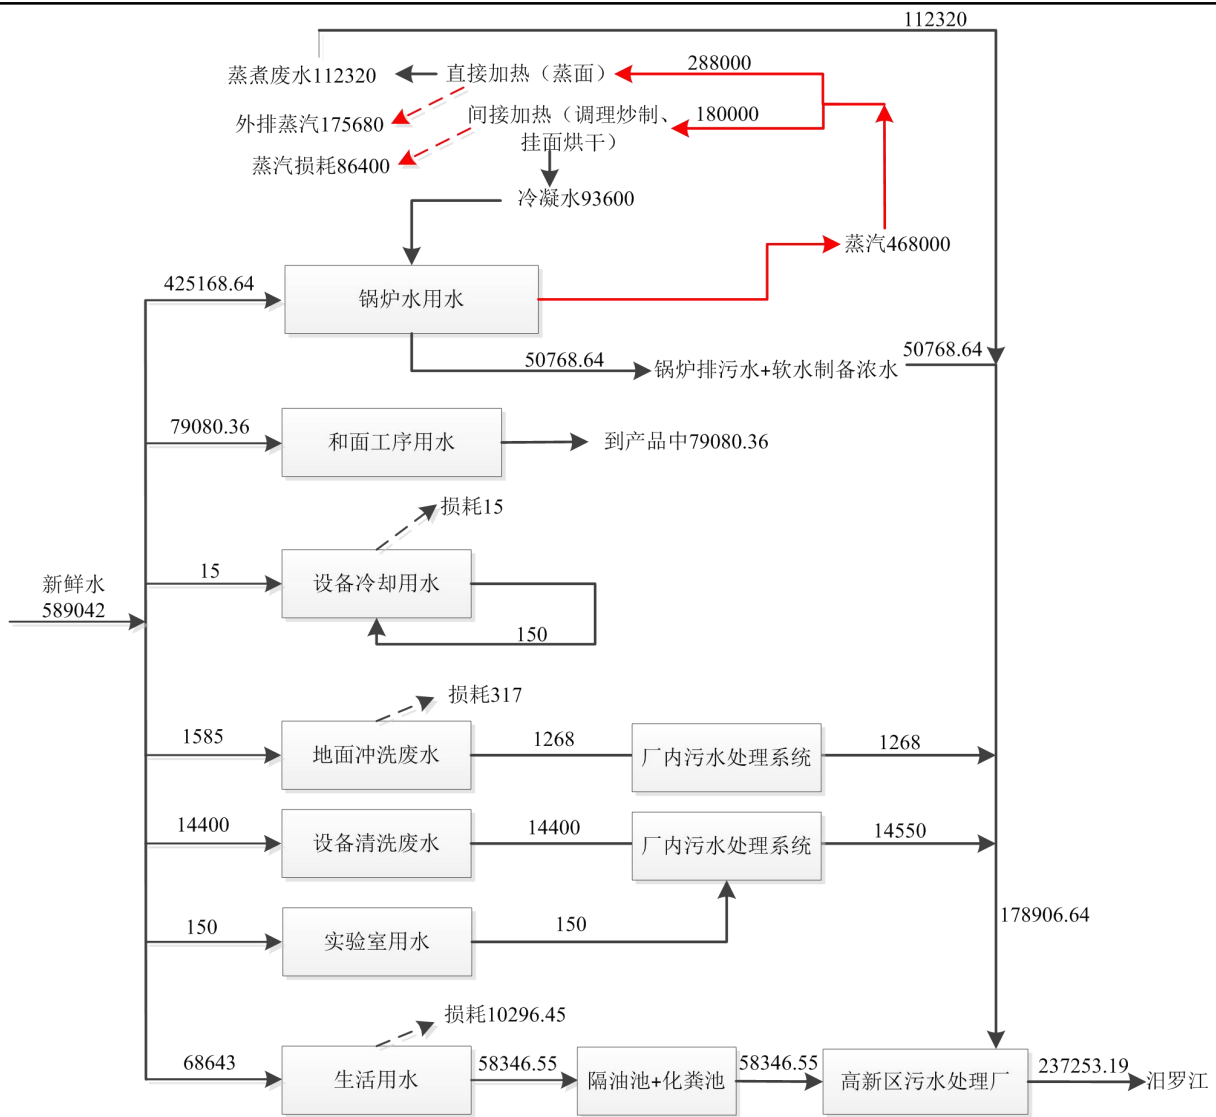 112320
蒸煮废水112320
直接加热（蒸面）
288000
外排蒸汽175680
间接加热（调理炒制、
挂面烘干）
180000
蒸汽损耗86400
冷凝水93600
蒸汽468000
425168.64
锅炉水用水
50768.64
锅炉排污水+软水制备浓水
50768.64
79080.36
和面工序用水
到产品中79080.36
损耗15
新鲜水
589042
15
设备冷却用水
150
损耗317
1585
地面冲洗废水
1268
厂内污水处理系统
1268
14400
设备清洗废水
14400
厂内污水处理系统
14550
150
实验室用水
150
178906.64
损耗10296.45
68643
生活用水
58346.55
隔油池+化粪池
58346.55
高新区污水处理厂
237253.19
汨罗江